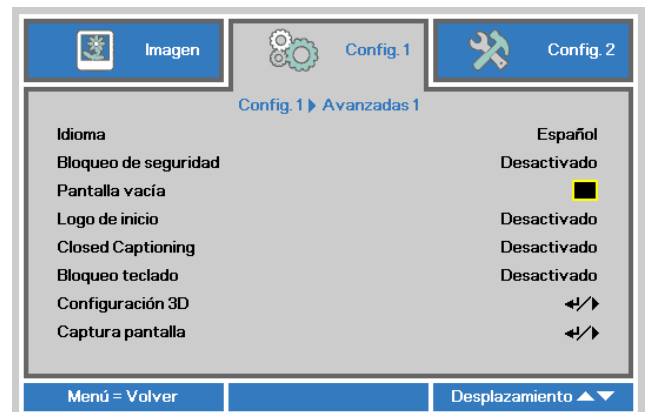 Imagen Config. 1 Config. 2
Config. 1 Avanzadas 1
Idioma Español
Bloqueo de seguridad Desactivado
Pantalla vacía
Logo de inicio Desactivado
Closed Captioning Desactivado
Bloqueo teclado Desactivado
Configuración 3D
Captura pantalla
Menú = Volver Desplazamiento